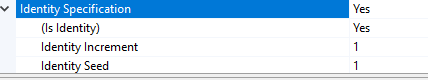 Identity Specification Yes
(Is Identity) Yes
Identity Increment 1
Identity Seed 1